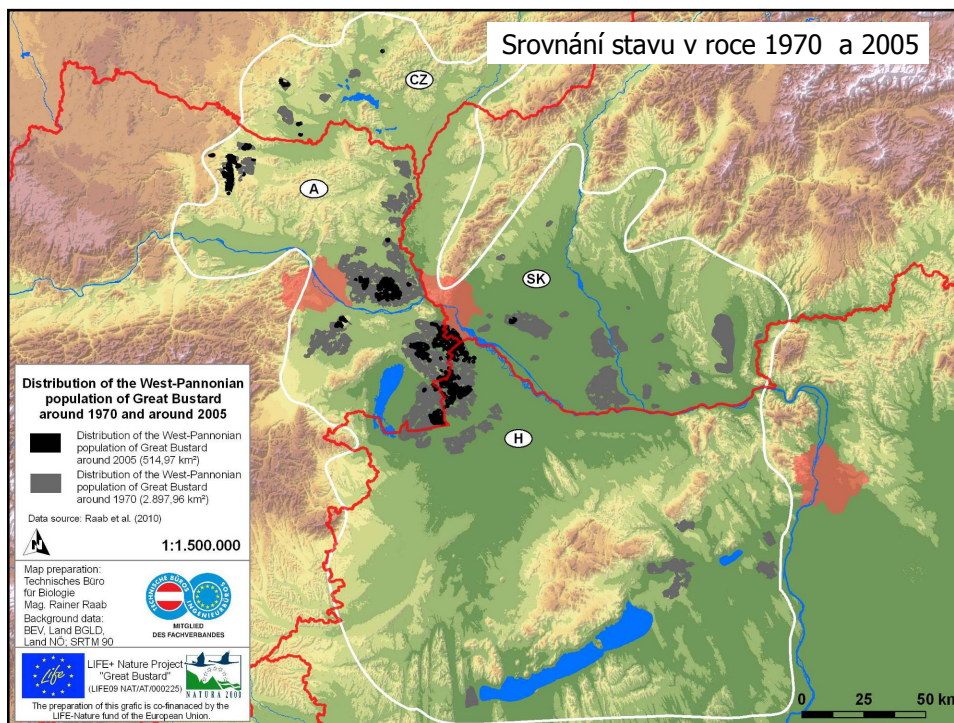 Srovnání stavu v roce 1970 a 2005
CZ
A
SK
H
Distribution of the West-Pannonian
population of Great Bustard
around 1970 and around 2005
Distribution of the West-Pannonian
population of Great Bustard
around 2005 (514,97 km²)
Distribution of the West-Pannonian
population of Great Bustard
around 1970 (2.897,96 km²)
Data source: Raab et al. (2010)
N
1:1.500.000
Map preparation:
Technisches Büro
für Biologie
Mag. Rainer Raab
Background data:
BEV, Land BGLD,
Land NÖ; SRTM 90
TECHNISCHE BÜROS
INGENIEURBÜROS
MITGLIED
DES FACHVERBANDES
Life
LIFE+ Nature Project
"Great Bustard"
(LIFE09 NAT/AT/000225)
NATURA 2000
The preparation of this grafic is co-finanaced by the
LIFE-Nature fund of the European Union.
0 25 50 km